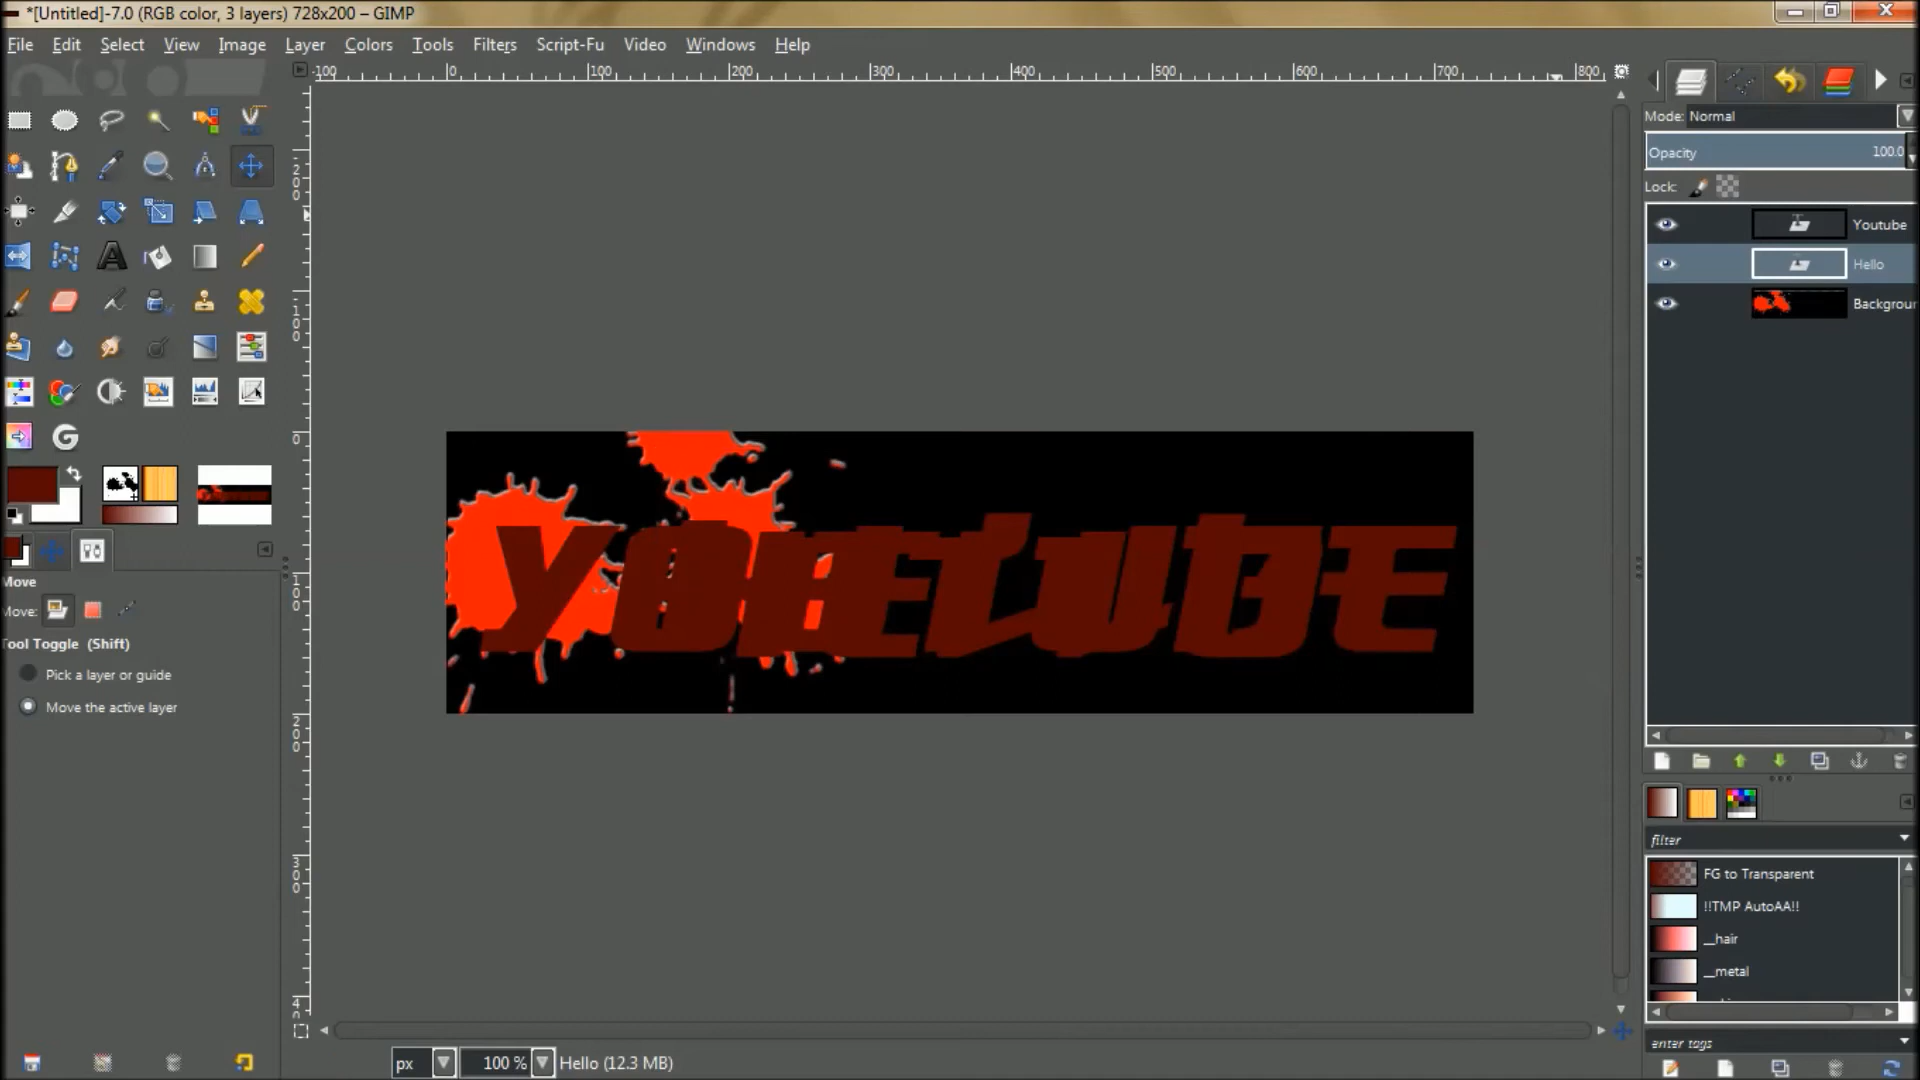 *[Untitled]-7.0 (RGB color, 3 layers) 728x200 – GIMP
File Edit Select View Image Layer Colors Tools Filters Script-Fu Video Windows Help
-100 0 100 200 300 400 500 600 700 800
Mode: Normal
Opacity 100.0
Lock:
Youtube
Hello
Backgrour
YOUTUBE
Move
Move:
Tool Toggle (Shift)
Pick a layer or guide
Move the active layer
filter
FG to Transparent
!!TMP AutoAA!!
__hair
__metal
enter tags
px 100 % Hello (12.3 MB)